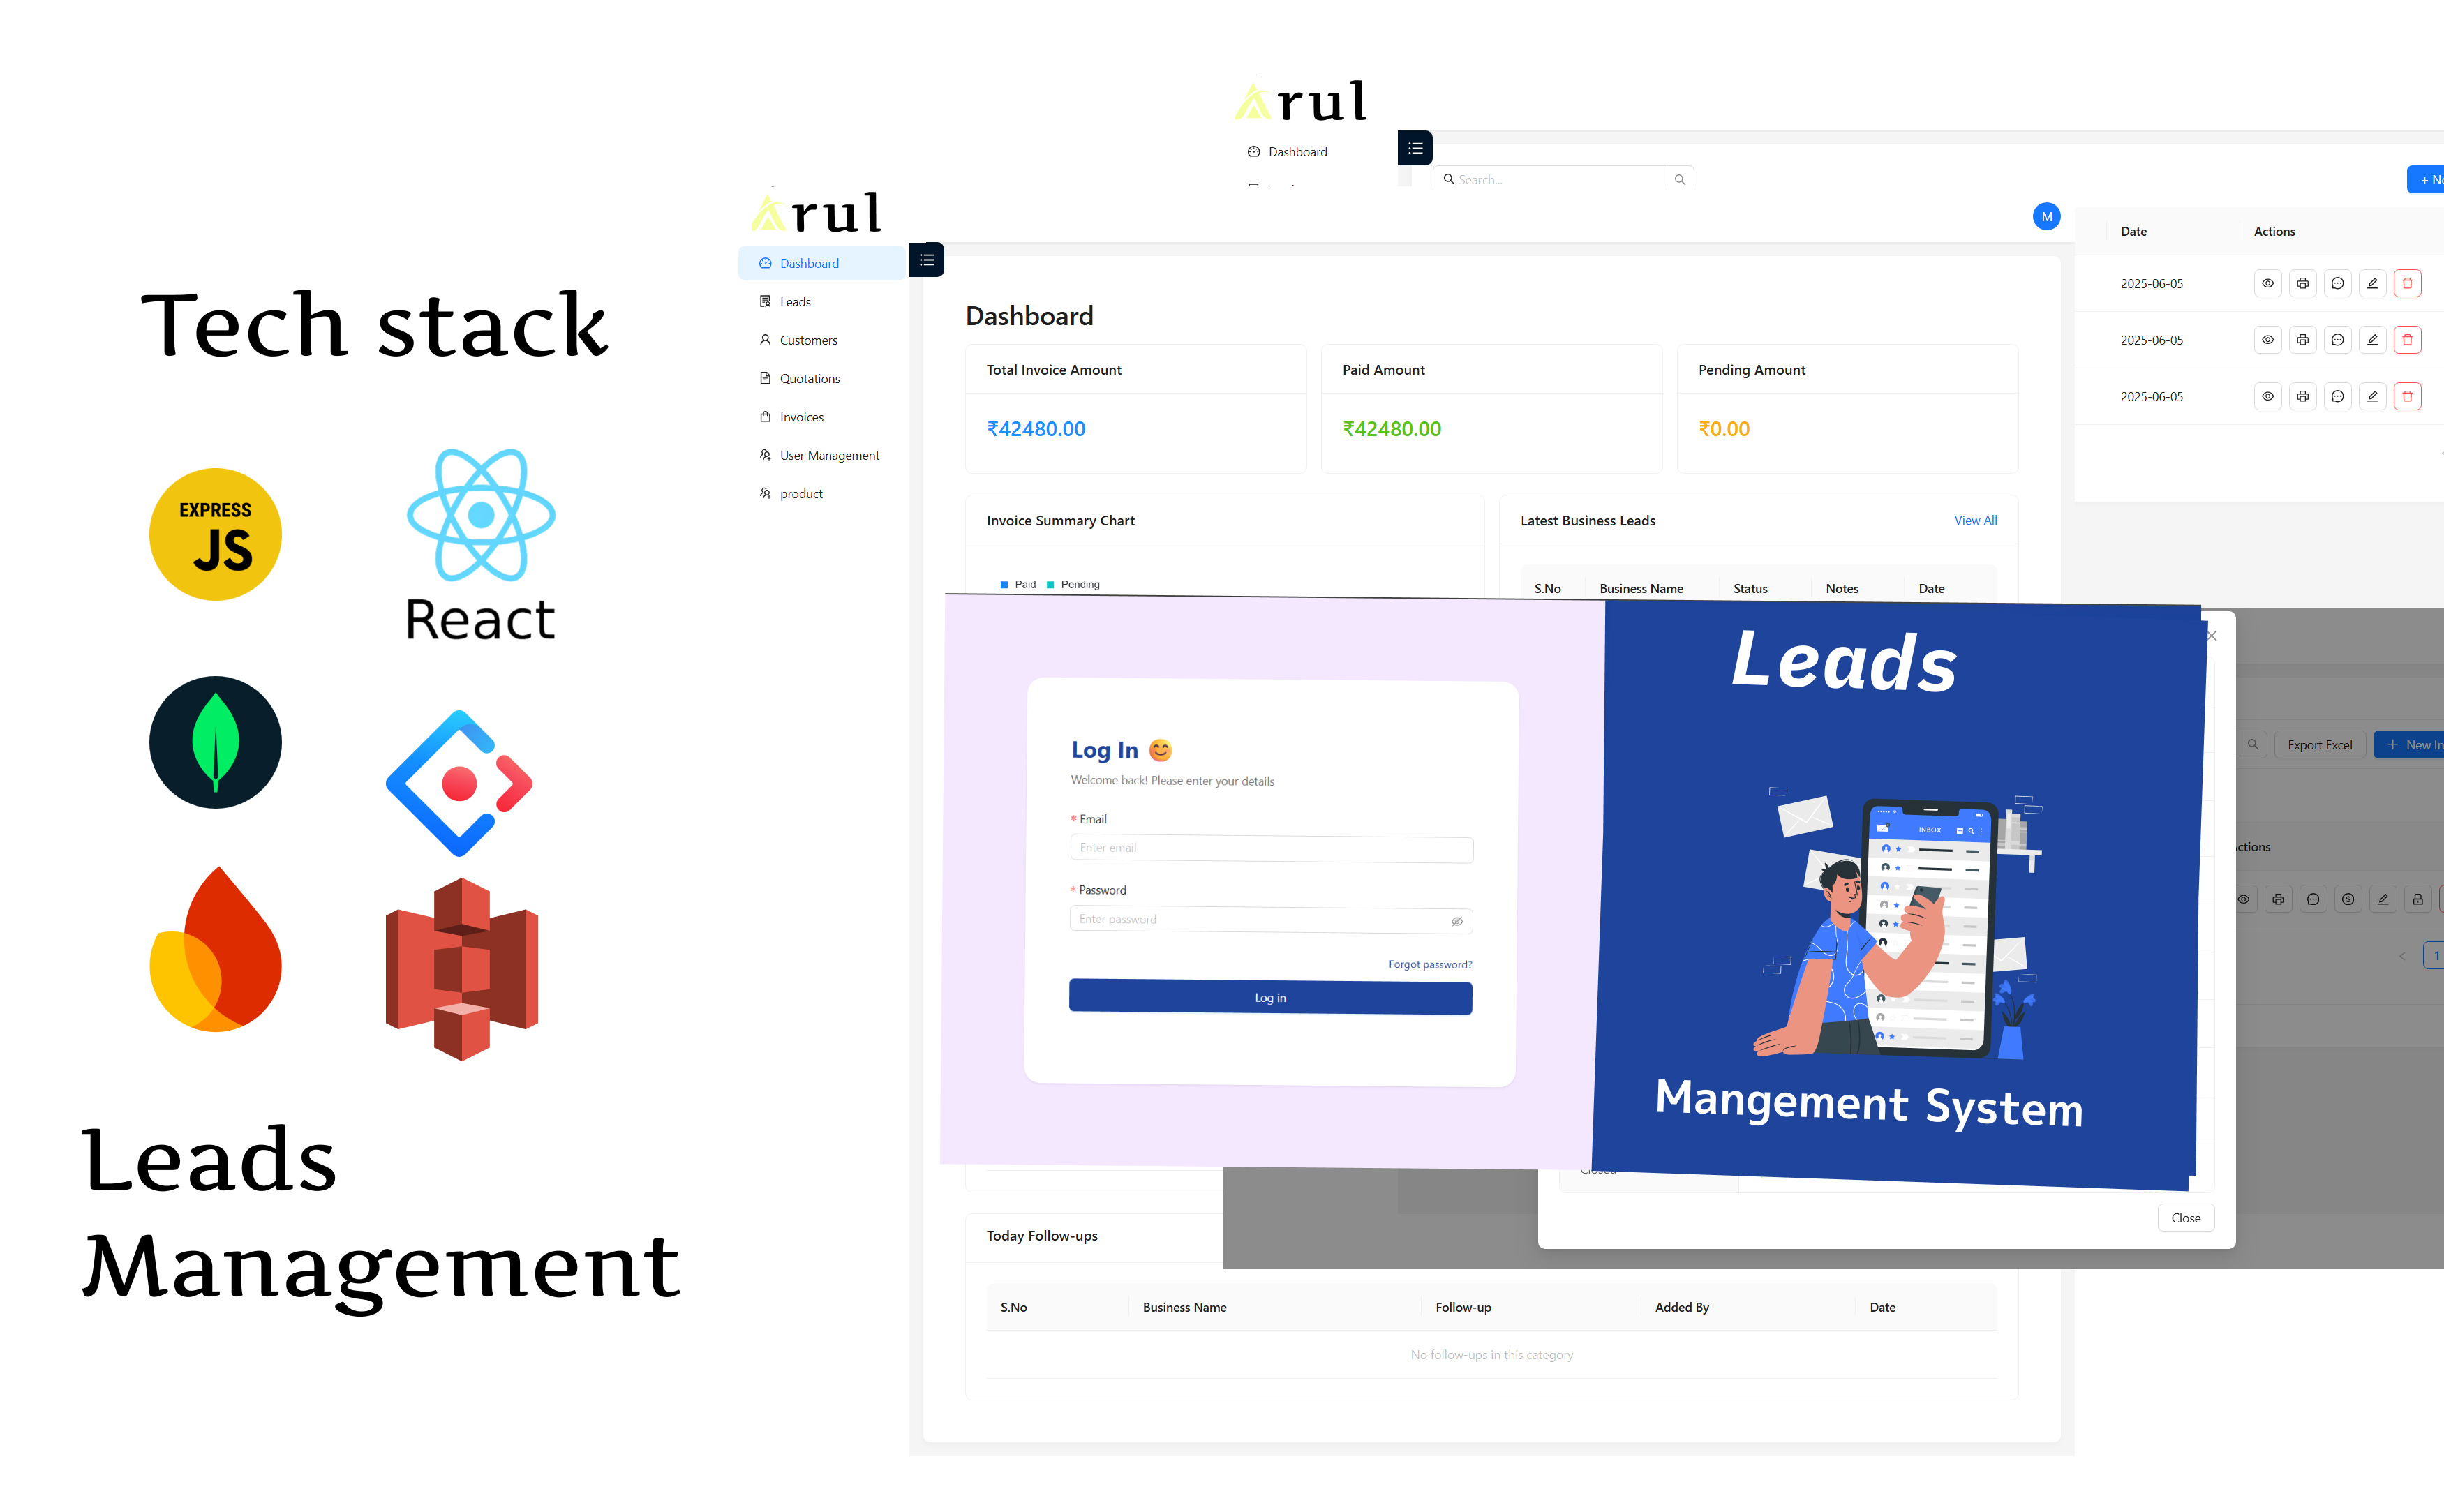 Tech stack
EXPRESS
JS
React
Leads
Management
Arul
Dashboard
Search...
Date
Actions
2025-06-05
2025-06-05
2025-06-05
Arul
M
Dashboard
Leads
Customers
Quotations
Invoices
User Management
product
Dashboard
Total Invoice Amount
₹42480.00
Paid Amount
₹42480.00
Pending Amount
₹0.00
Invoice Summary Chart
Paid
Pending
Latest Business Leads
View All
S.No
Business Name
Status
Notes
Date
Log In 😊
Welcome back! Please enter your details
* Email
Enter email
* Password
Enter password
Forgot password?
Log in
Leads
INBOX
Mangement System
Export Excel
+ New In
ctions
1
Closed
Close
Today Follow-ups
S.No
Business Name
Follow-up
Added By
Date
No follow-ups in this category